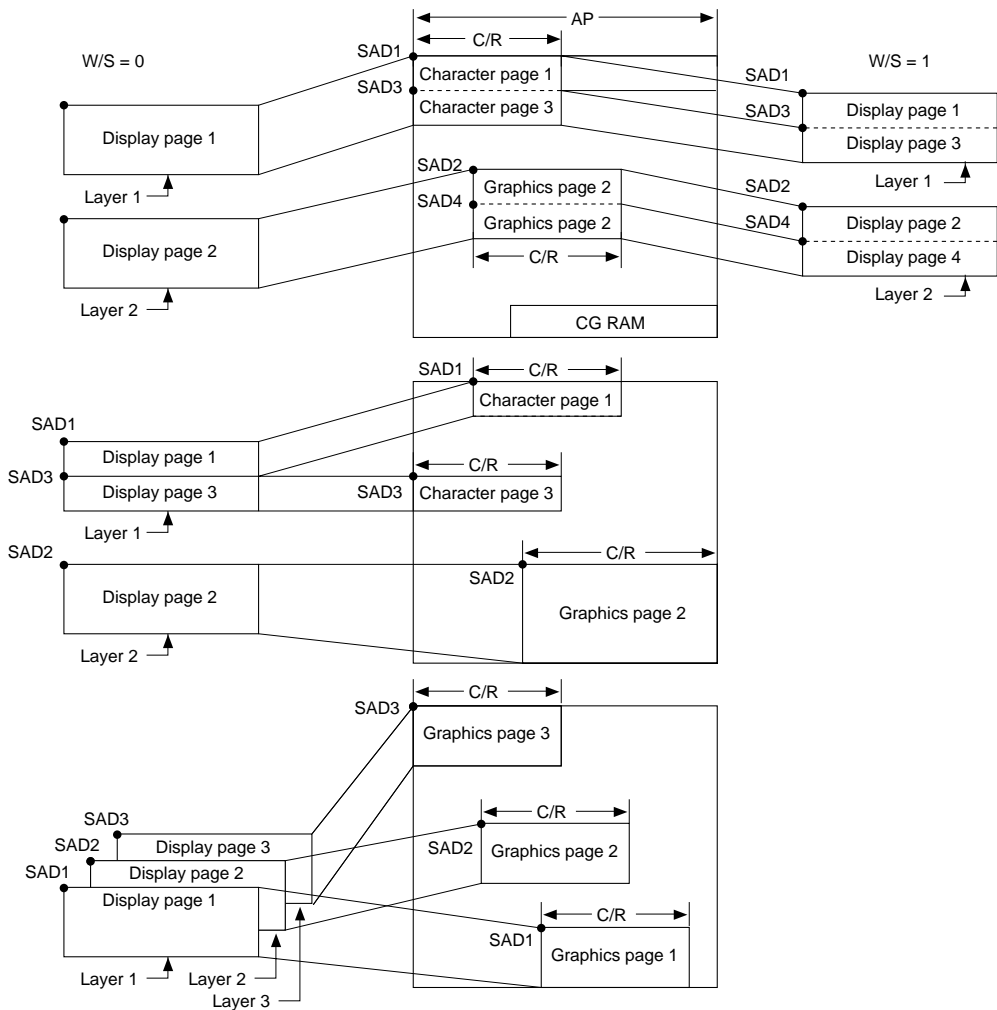 AP
C/R
W/S = 0
SAD1
W/S = 1
Character page 1
SAD1
SAD3
Character page 3
Display page 1
SAD3
Display page 1
Display page 3
Layer 1
SAD2
Layer 1
Graphics page 2
SAD2
SAD4
Graphics page 2
Display page 2
SAD4
Display page 2
Display page 4
C/R
Layer 2
Layer 2
CG RAM
SAD1
C/R
Character page 1
SAD1
Display page 1
SAD3
C/R
Display page 3
SAD3
Character page 3
Layer 1
SAD2
C/R
SAD2
Display page 2
Graphics page 2
Layer 2
C/R
SAD3
Graphics page 3
C/R
SAD3
SAD2
Display page 3
SAD2
Graphics page 2
SAD1
Display page 2
Display page 1
C/R
SAD1
Graphics page 1
Layer 1
Layer 2
Layer 3